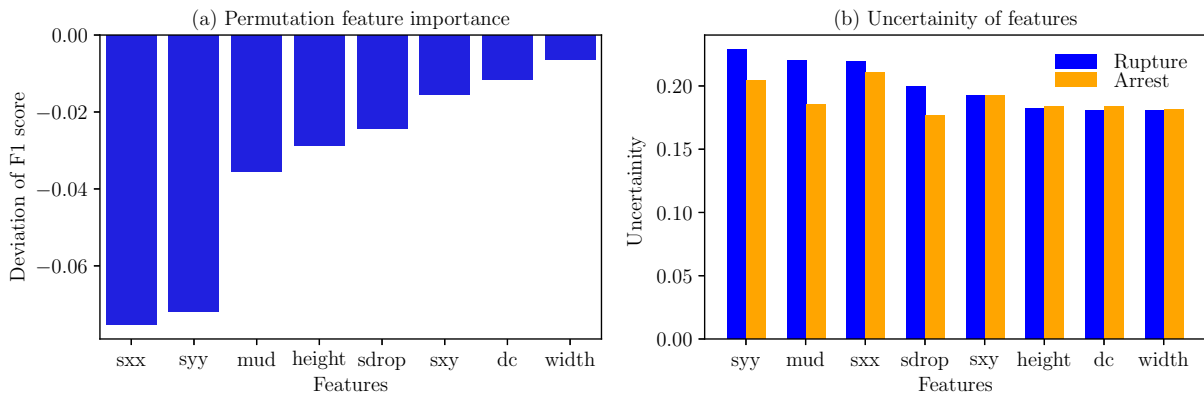 (a) Permutation feature importance
0.00
−0.02
−0.04
−0.06
Deviation of F1 score
sxx syy mud height sdrop sxy dc width
Features
(b) Uncertainity of features
Rupture
Arrest
0.20
0.15
0.10
0.05
0.00
Uncertainity
syy mud sxx sdrop sxy height dc width
Features